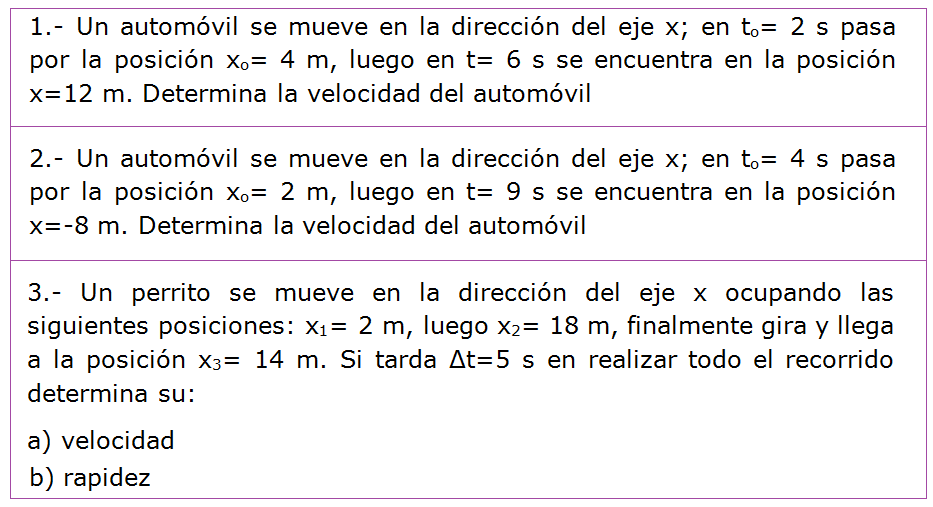 1.- Un automóvil se mueve en la dirección del eje x; en tₒ= 2 s pasa
por la posición xₒ= 4 m, luego en t= 6 s se encuentra en la posición
x=12 m. Determina la velocidad del automóvil
2.- Un automóvil se mueve en la dirección del eje x; en tₒ= 4 s pasa
por la posición xₒ= 2 m, luego en t= 9 s se encuentra en la posición
x=-8 m. Determina la velocidad del automóvil
3.- Un perrito se mueve en la dirección del eje x ocupando las
siguientes posiciones: x₁= 2 m, luego x₂= 18 m, finalmente gira y llega
a la posición x₃= 14 m. Si tarda Δt=5 s en realizar todo el recorrido
determina su:
a) velocidad
b) rapidez